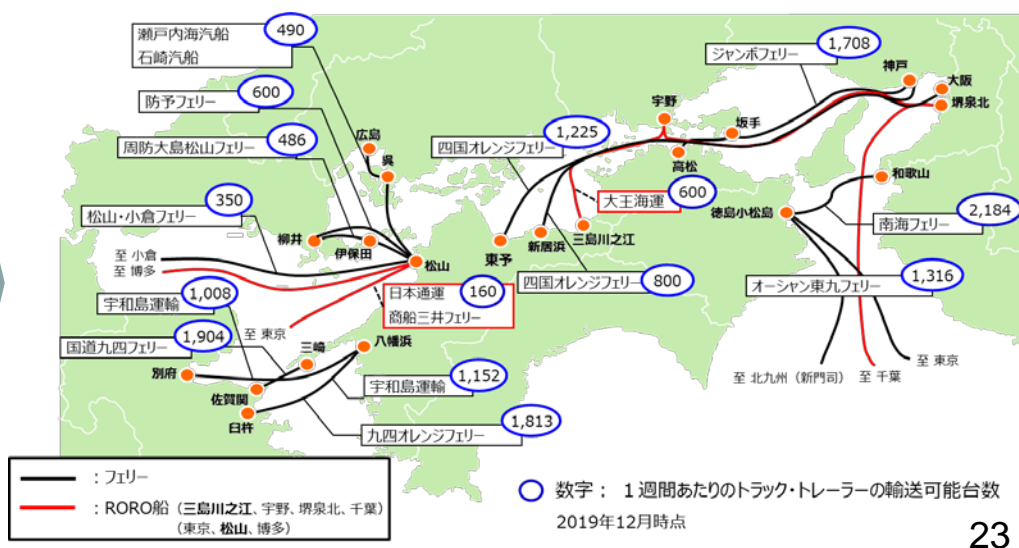 瀬戸内海汽船
石崎汽船
490
防予フェリー
600
周防大島松山フェリー
486
松山・小倉フェリー
350
至 小倉
至 博多
宇和島運輸
1,008
国道九四フェリー
1,904
至 東京
広島
呉
柳井
伊保田
松山
日本通運
商船三井フェリー
160
三崎
八幡浜
別府
佐賀関
臼杵
宇和島運輸
1,152
九四オレンジフェリー
1,813
四国オレンジフェリー
1,225
宇野
坂手
高松
大王海運
600
東予
新居浜
三島川之江
四国オレンジフェリー
800
ジャンボフェリー
1,708
神戸
大阪
堺泉北
和歌山
徳島小松島
南海フェリー
2,184
オーシャン東九フェリー
1,316
至 北九州（新門司）
至 千葉
至 東京
：フェリー
：RORO船（三島川之江、宇野、堺泉北、千葉）
（東京、松山、博多）
数字： １週間あたりのトラック・トレーラーの輸送可能台数
2019年12月時点
23